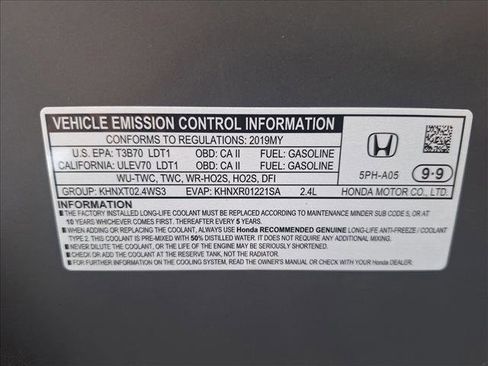 VEHICLE EMISSION CONTROL INFORMATION
CONFORMS TO REGULATIONS: 2019MY
U.S. EPA: T3B70 LDT1 OBD: CA II FUEL: GASOLINE
CALIFORNIA: ULEV70 LDT1 OBD: CA II FUEL: GASOLINE
WU-TWC, TWC, WR-HO2S, HO2S, DFI
GROUP: KHNXT02.4WS3 EVAP: KHNXR01221SA 2.4L
5PH-A05 9-9
HONDA MOTOR CO., LTD.
INFORMATION
■ THE FACTORY INSTALLED LONG-LIFE COOLANT MUST BE REPLACED ACCORDING TO MAINTENANCE MINDER SUB CODE 5, OR AT
10 YEARS WHICHEVER COMES FIRST. THEREAFTER EVERY 5 YEARS.
■ WHEN ADDING OR REPLACING THE COOLANT, ALWAYS USE Honda RECOMMENDED GENUINE LONG-LIFE ANTI-FREEZE / COOLANT
TYPE 2. THIS COOLANT IS PRE-MIXED WITH 50% DISTILLED WATER. IT DOES NOT REQUIRE ANY ADDITIONAL MIXING.
■ NEVER DILUTE THE COOLANT, OR THE LIFE OF THE ENGINE MAY BE SERIOUSLY SHORTENED.
■ CHECK AND ADD COOLANT AT THE RESERVE TANK, NOT THE RADIATOR.
■ FOR FURTHER INFORMATION ON THE COOLING SYSTEM, READ THE OWNER'S MANUAL OR CHECK WITH YOUR Honda DEALER.